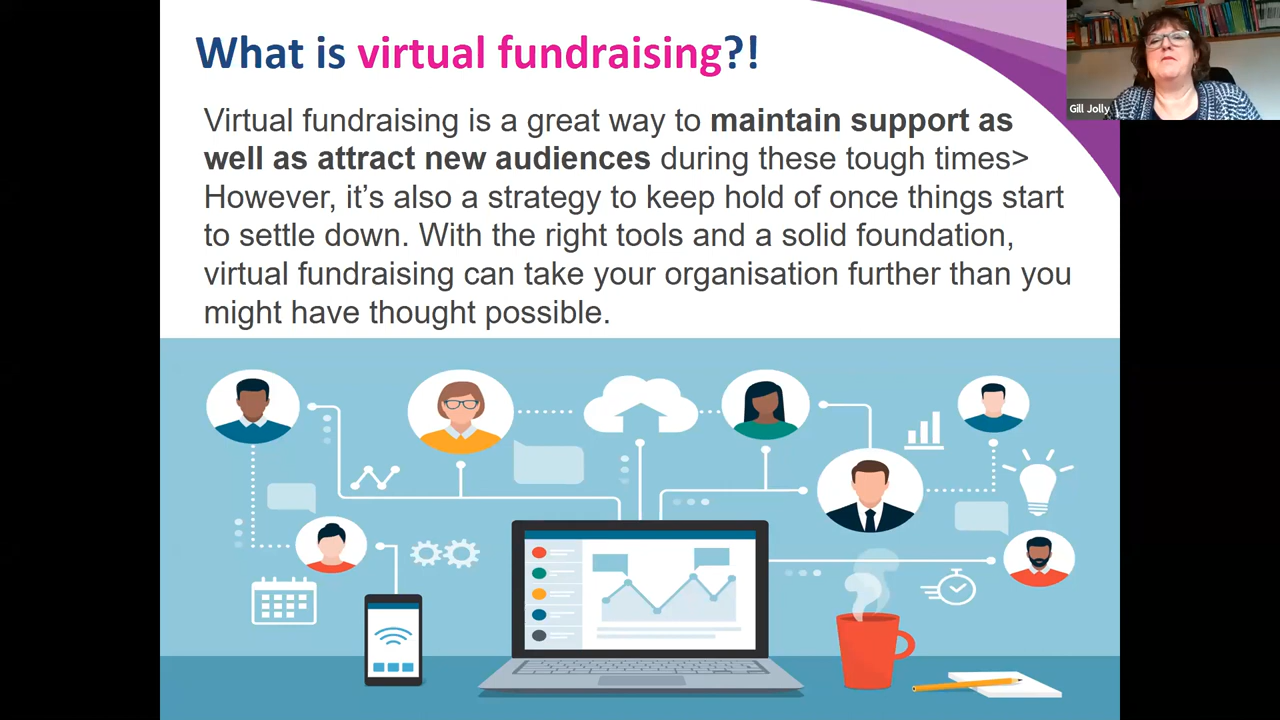 What is virtual fundraising?!
Virtual fundraising is a great way to maintain support as
well as attract new audiences during these tough times>
However, it’s also a strategy to keep hold of once things start
to settle down. With the right tools and a solid foundation,
virtual fundraising can take your organisation further than you
might have thought possible.
Gill Jolly